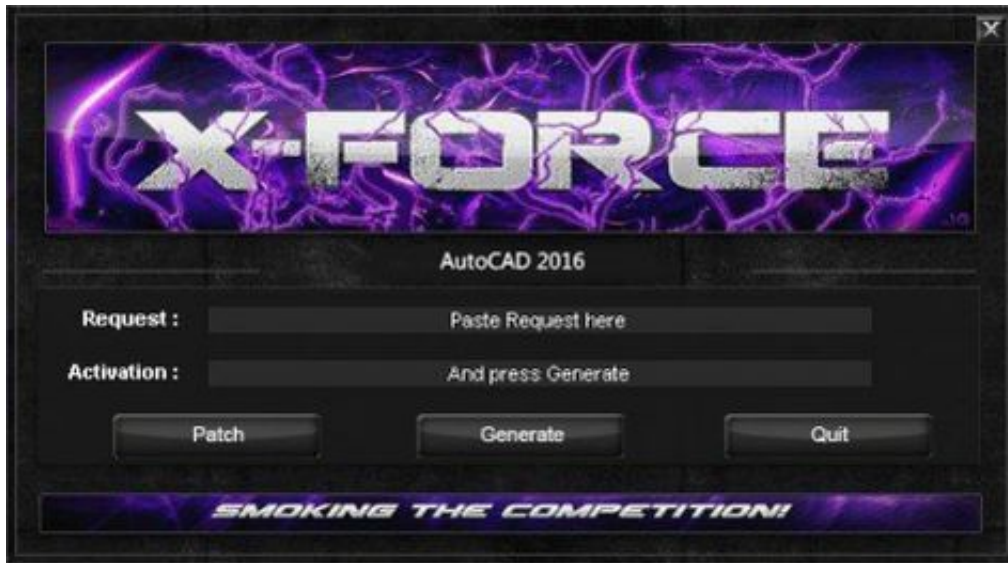 X-FORCE
AutoCAD 2016
Request : Paste Request here
Activation : And press Generate
Patch Generate Quit
SMOKING THE COMPETITION!